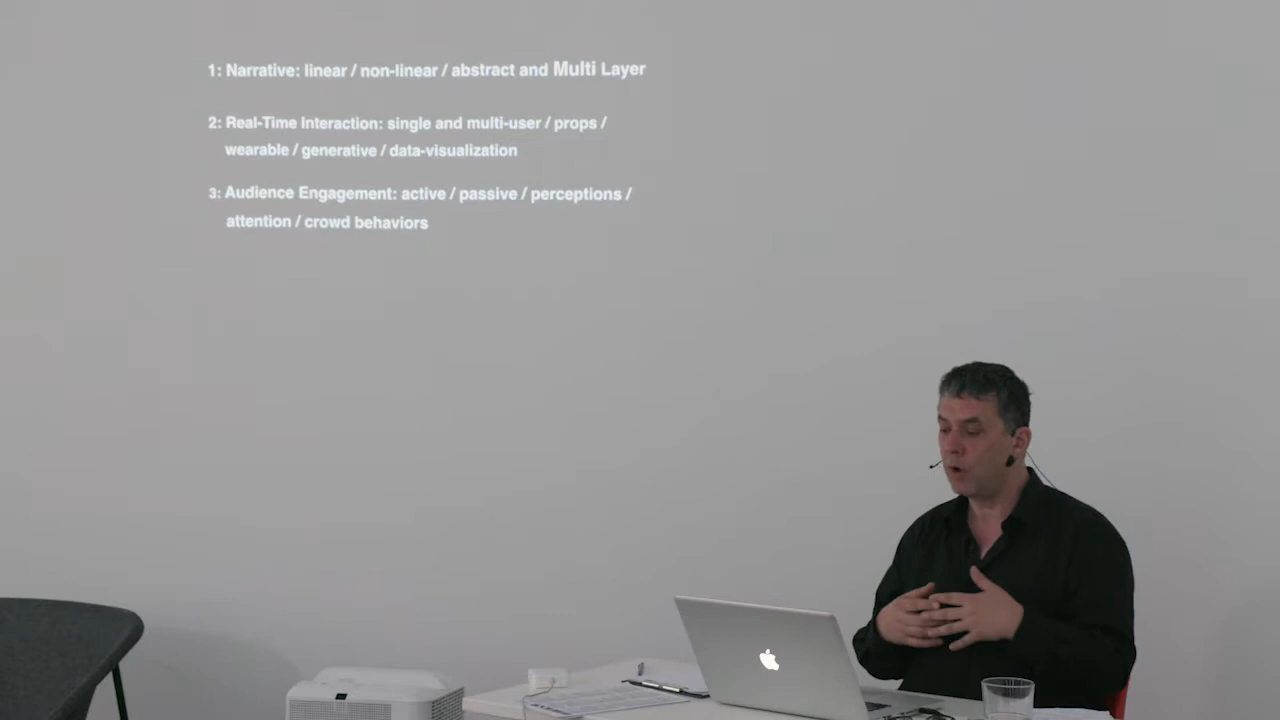 1: Narrative: linear / non-linear / abstract and Multi Layer
2: Real-Time Interaction: single and multi-user / props /
wearable / generative / data-visualization
3: Audience Engagement: active / passive / perceptions /
attention / crowd behaviors